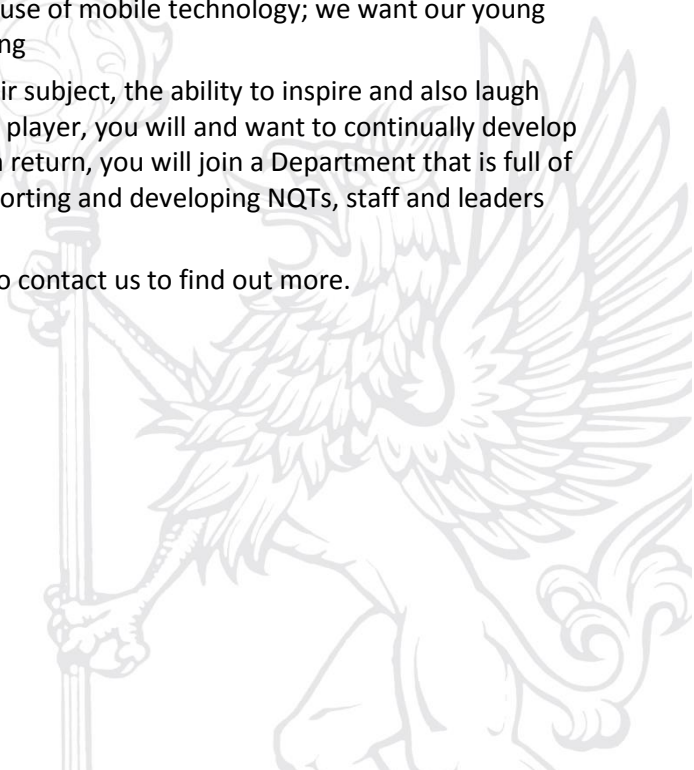 use of mobile technology; we want our young
ng
ir subject, the ability to inspire and also laugh
player, you will and want to continually develop
return, you will join a Department that is full of
orting and developing NQTs, staff and leaders
o contact us to find out more.